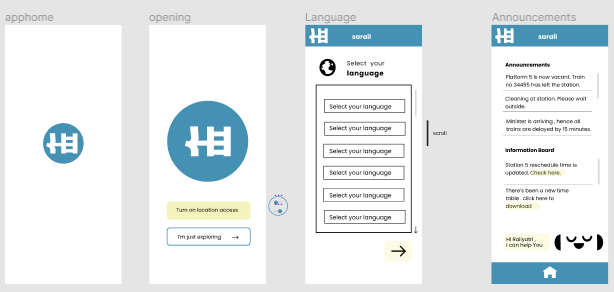 apphome
opening
Turn on location access
I'm just exploring →
Language
sarali
Select your
language
Select your language
Select your language
Select your language
Select your language
Select your language
Select your language
scroll
Announcements
sarali
Announcements
Platform 5 is now vacant. Train
no 34455 has left the station.
Cleaning at station. Please wait
outside.
Minister is arriving, hence all
trains are delayed by 15 minutes.
Information Board
Station 5 reschedule time is
updated. Check here.
There's been a new time
table. click here to
download
Hi Railyatri,
I can help You